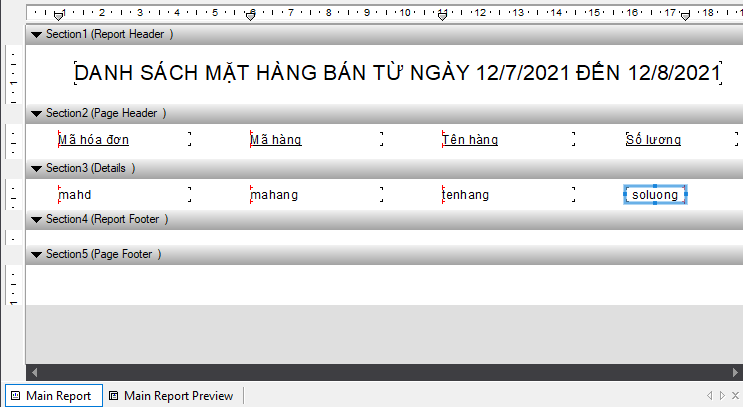 1 2 3 4 5 6 7 8 9 10 11 12 13 14 15 16 17 18
Section1 (Report Header )
1
DANH SÁCH MẶT HÀNG BÁN TỪ NGÀY 12/7/2021 ĐẾN 12/8/2021
Section2 (Page Header )
Mã hóa đơn Mã hàng Tên hàng Số lương
Section3 (Details )
mahd mahang tenhang soluong
Section4 (Report Footer )
Section5 (Page Footer )
1
Main Report Main Report Preview